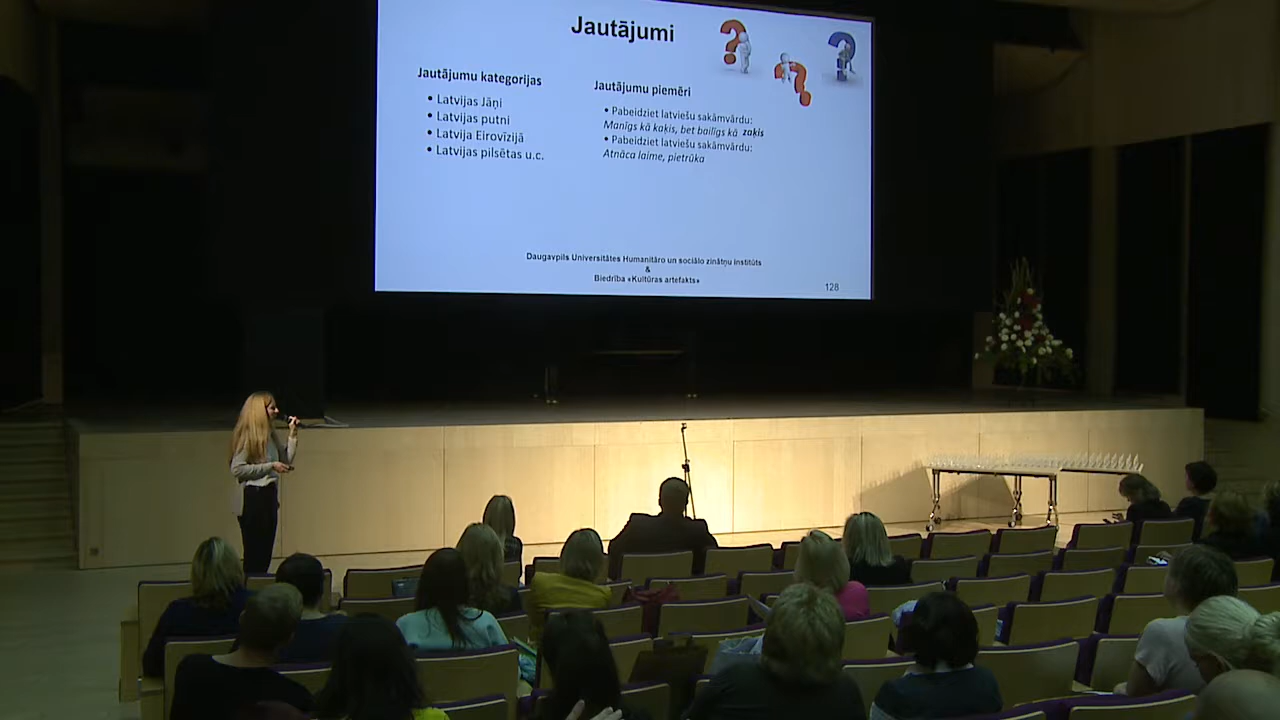 Jautājumi
Jautājumu kategorijas
• Latvijas Jāņi
• Latvijas putni
• Latvija Eirovīzijā
• Latvijas pilsētas u.c.
Jautājumu piemēri
• Pabeidziet latviešu sakāmvārdu:
Manīgs kā kaķis, bet bailīgs kā zaķis
• Pabeidziet latviešu sakāmvārdu:
Atnāca laime, pietrūka
Daugavpils Universitātes Humanitāro un sociālo zinātņu institūts
&
Biedrība «Kultūras artefakts»
128